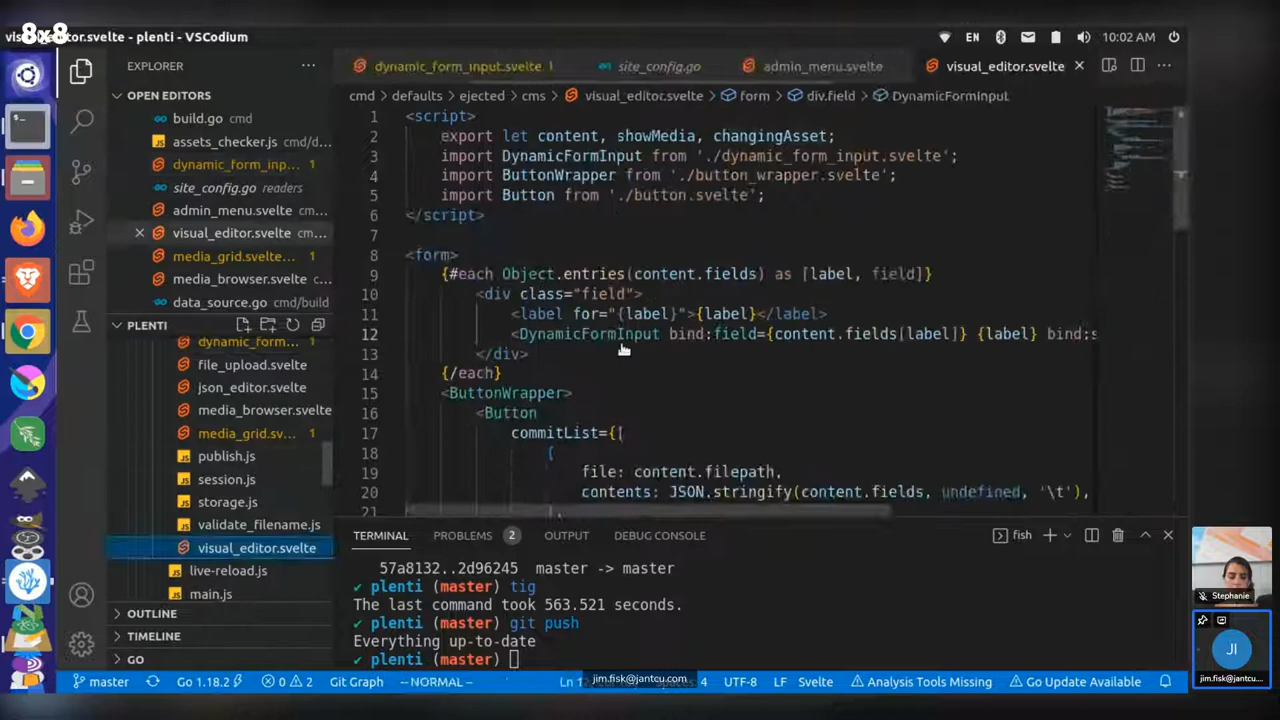 8x8
visual_editor.svelte - plenti - VSCodium
EN
10:02 AM
EXPLORER
dynamic_form_input.svelte 1
site_config.go
admin_menu.svelte
visual_editor.svelte
OPEN EDITORS
build.go cmd
assets_checker.js cmd/d...
dynamic_form_inp... 1
site_config.go readers
admin_menu.svelte cm...
visual_editor.svelte cm...
media_grid.svelte... 1
media_browser.svelte c...
data_source.go cmd/build
PLENTI
dynamic_form... 1
file_upload.svelte
json_editor.svelte
media_browser.svelte
media_grid.sv... 1
publish.js
session.js
storage.js
validate_filename.js
visual_editor.svelte
live-reload.js
main.js
OUTLINE
TIMELINE
GO
cmd > defaults > ejected > cms > visual_editor.svelte > form > div.field > DynamicFormInput
1 <script>
2 export let content, showMedia, changingAsset;
3 import DynamicFormInput from './dynamic_form_input.svelte';
4 import ButtonWrapper from './button_wrapper.svelte';
5 import Button from './button.svelte';
6 </script>
7
8 <form>
9 {#each Object.entries(content.fields) as [label, field]}
10 <div class="field">
11 <label for="{label}">{label}</label>
12 <DynamicFormInput bind:field={content.fields[label]} {label} bind:s
13 </div>
14 {/each}
15 <ButtonWrapper>
16 <Button
17 commitList={[
18 {
19 file: content.filepath,
20 contents: JSON.stringify(content.fields, undefined, '\t'),
21
TERMINAL
PROBLEMS 2
OUTPUT
DEBUG CONSOLE
fish
57a8132..2d96245 master -> master
✔ plenti (master) tig
The last command took 563.521 seconds.
✔ plenti (master) git push
Everything up-to-date
✔ plenti (master)
Stephanie
JI
jim.fisk@jantcu....
master
Go 1.18.2
0 2
Git Graph
-- NORMAL --
jim.fisk@jantcu.com
UTF-8
LF
Svelte
Analysis Tools Missing
Go Update Available